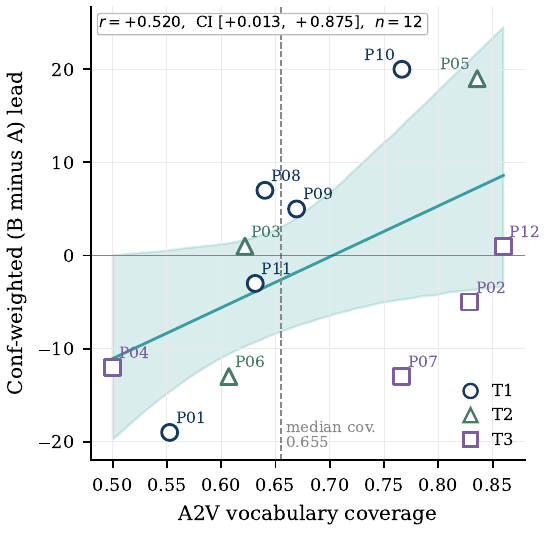 r = +0.520, CI [+0.013, +0.875], n = 12
P10
P05
P08
P09
P03
P12
P11
P02
P04
P06
P07
P01
T1
T2
T3
median cov.
0.655
20
10
0
−10
−20
0.50 0.55 0.60 0.65 0.70 0.75 0.80 0.85
A2V vocabulary coverage
Conf-weighted (B minus A) lead